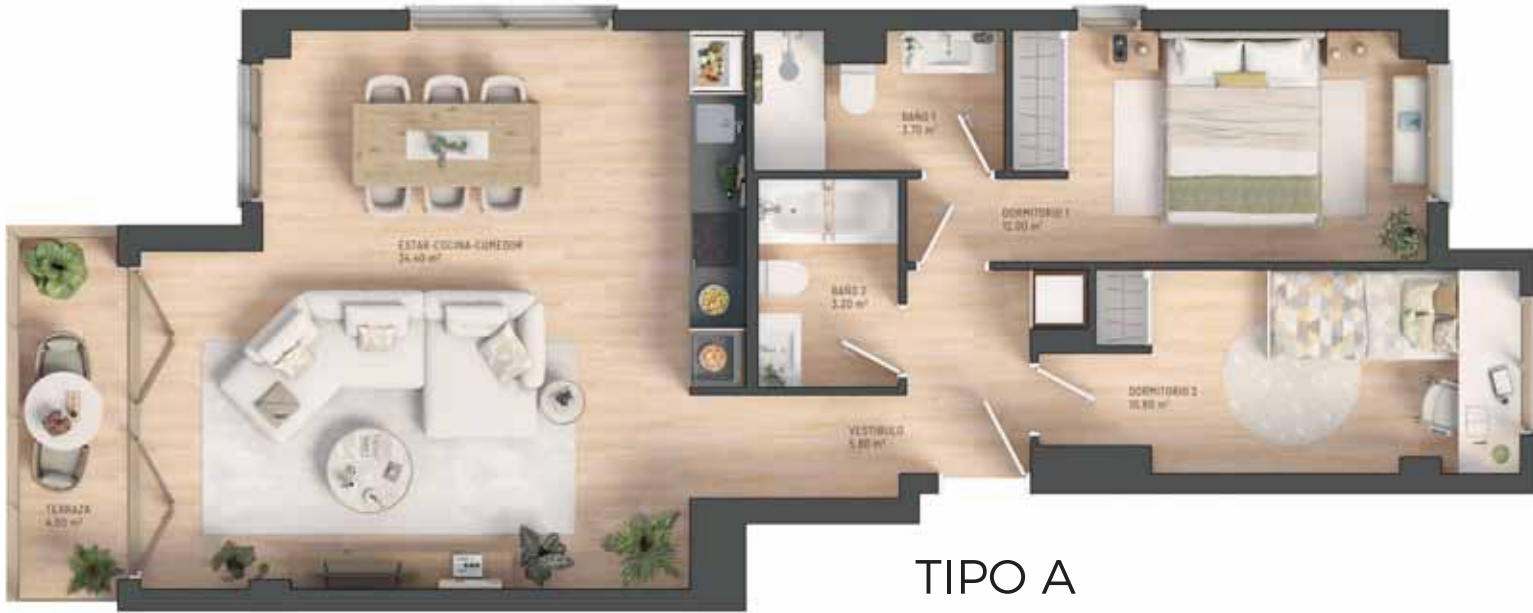 BAÑO 1
3.70 m²
DORMITORIO 1
12.00 m²
ESTAR-COCINA-COMEDOR
34.40 m²
BAÑO 2
3.20 m²
DORMITORIO 2
10.80 m²
VESTIBULO
5.80 m²
TERRAZA
4.80 m²
TIPO A